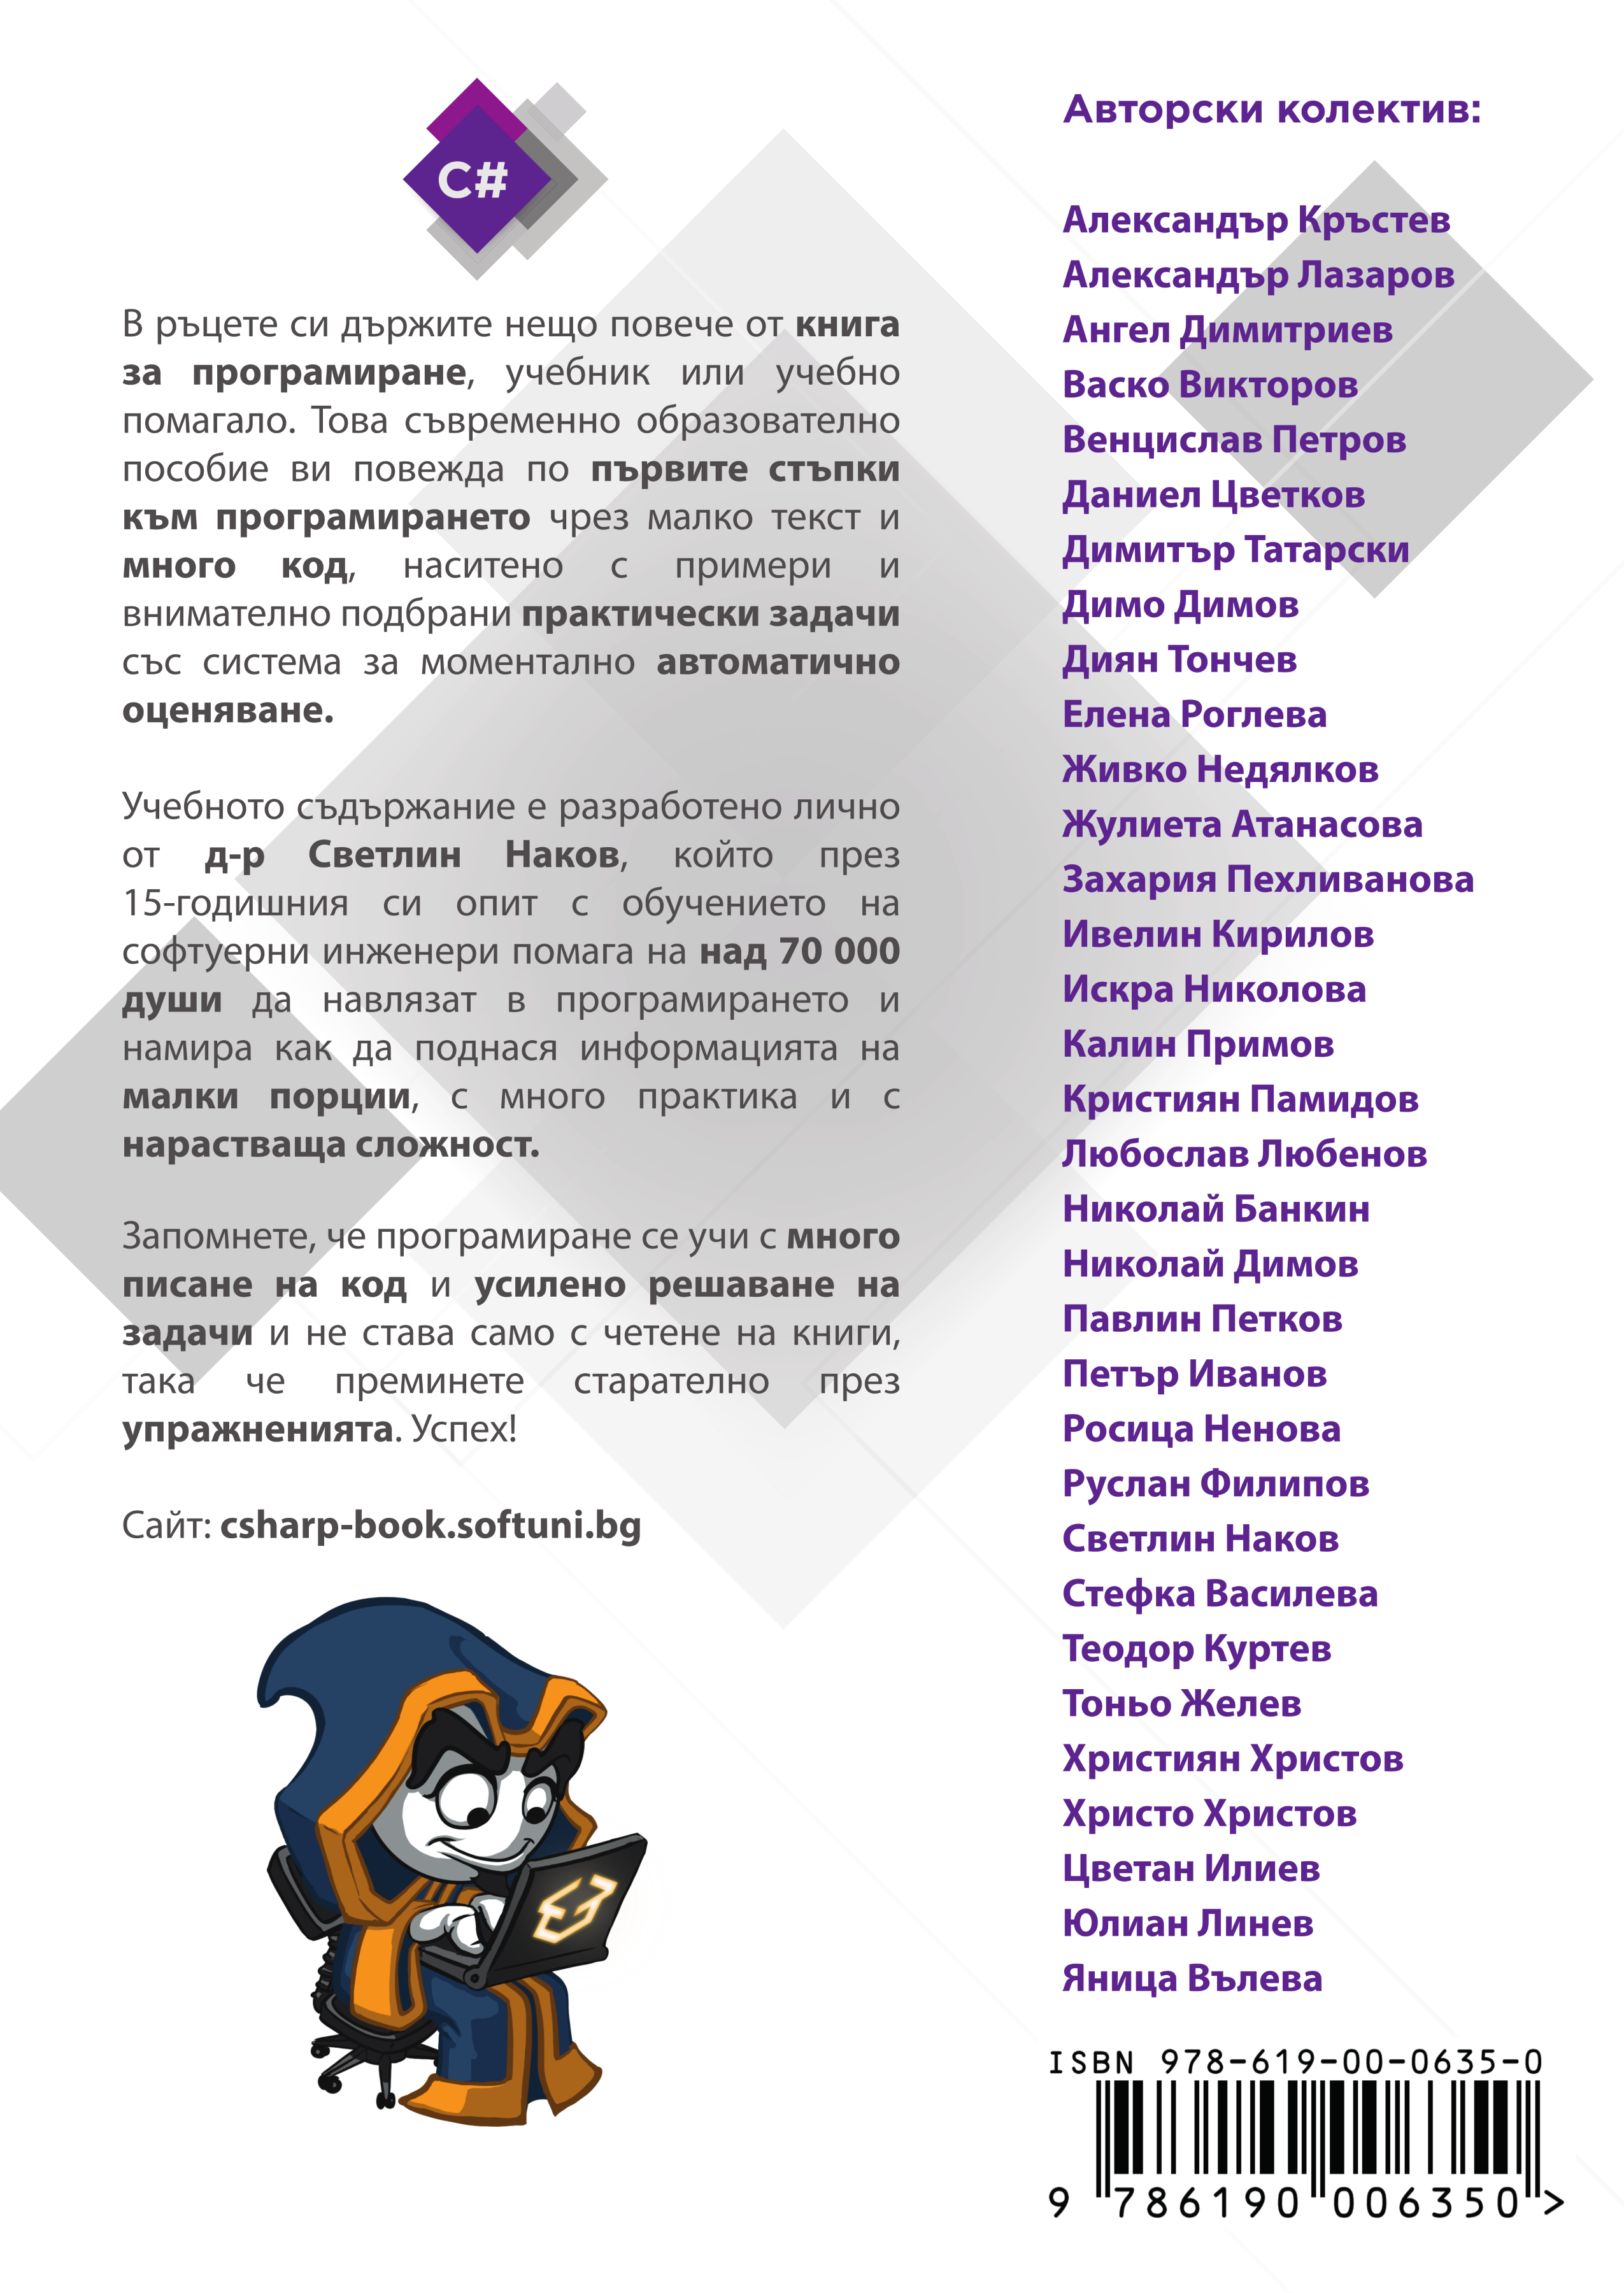 C#
В ръцете си държите нещо повече от книга
за програмиране, учебник или учебно
помагало. Това съвременно образователно
пособие ви повежда по първите стъпки
към програмирането чрез малко текст и
много код, наситено с примери и
внимателно подбрани практически задачи
със система за моментално автоматично
оценяване.
Учебното съдържание е разработено лично
от д-р Светлин Наков, който през
15-годишния си опит с обучението на
софтуерни инженери помага на над 70 000
души да навлязат в програмирането и
намира как да поднася информацията на
малки порции, с много практика и с
нарастваща сложност.
Запомнете, че програмиране се учи с много
писане на код и усилено решаване на
задачи и не става само с четене на книги,
така че преминете старателно през
упражненията. Успех!
Сайт: csharp-book.softuni.bg
Авторски колектив:
Александър Кръстев
Александър Лазаров
Ангел Димитриев
Васко Викторов
Венцислав Петров
Даниел Цветков
Димитър Татарски
Димо Димов
Диян Тончев
Елена Роглева
Живко Недялков
Жулиета Атанасова
Захария Пехливанова
Ивелин Кирилов
Искра Николова
Калин Примов
Кристиян Памидов
Любослав Любенов
Николай Банкин
Николай Димов
Павлин Петков
Петър Иванов
Росица Ненова
Руслан Филипов
Светлин Наков
Стефка Василева
Теодор Куртев
Тоньо Желев
Християн Христов
Христо Христов
Цветан Илиев
Юлиан Линев
Яница Вълева
ISBN 978-619-00-0635-0
9 786190 006350 >